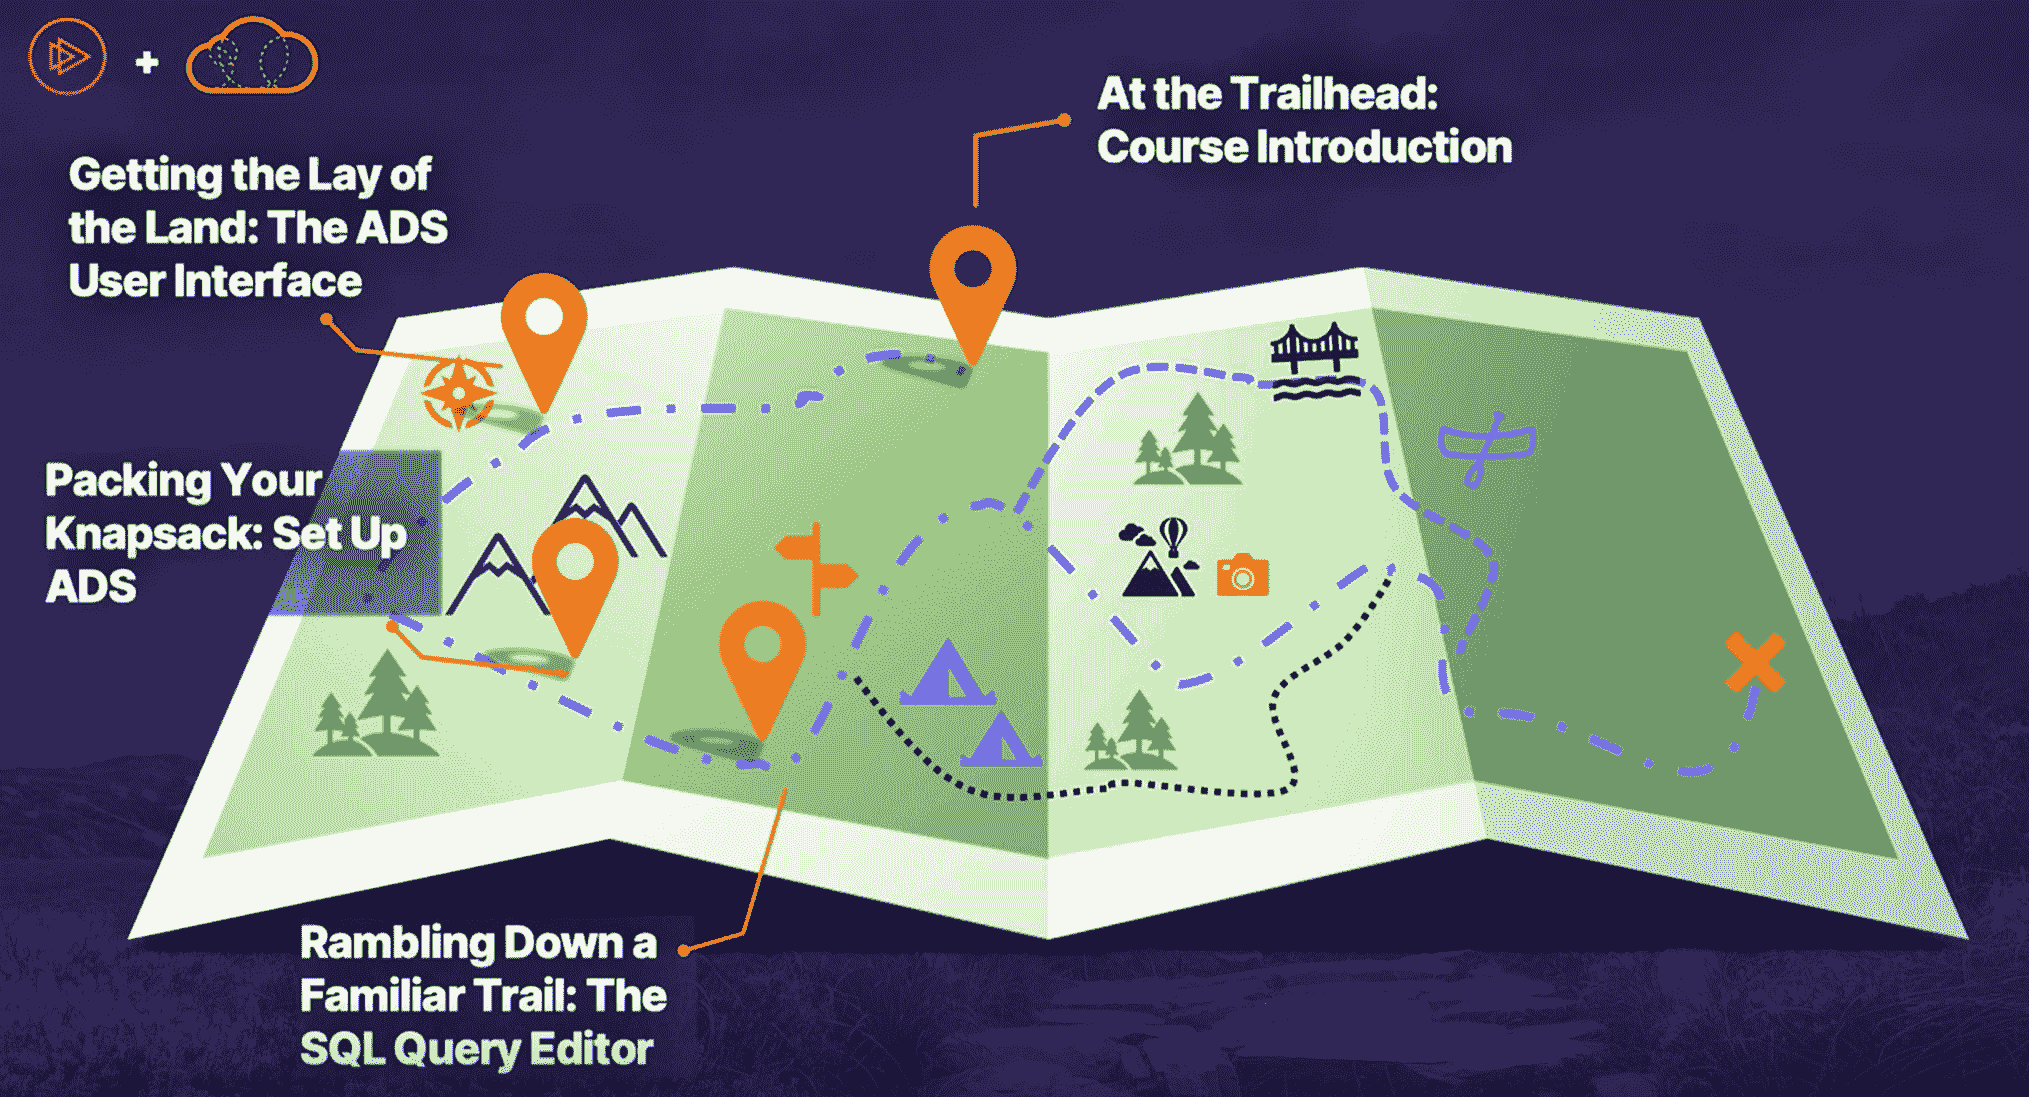 At the Trailhead:
Course Introduction
Getting the Lay of
the Land: The ADS
User Interface
Packing Your
Knapsack: Set Up
ADS
Rambling Down a
Familiar Trail: The
SQL Query Editor